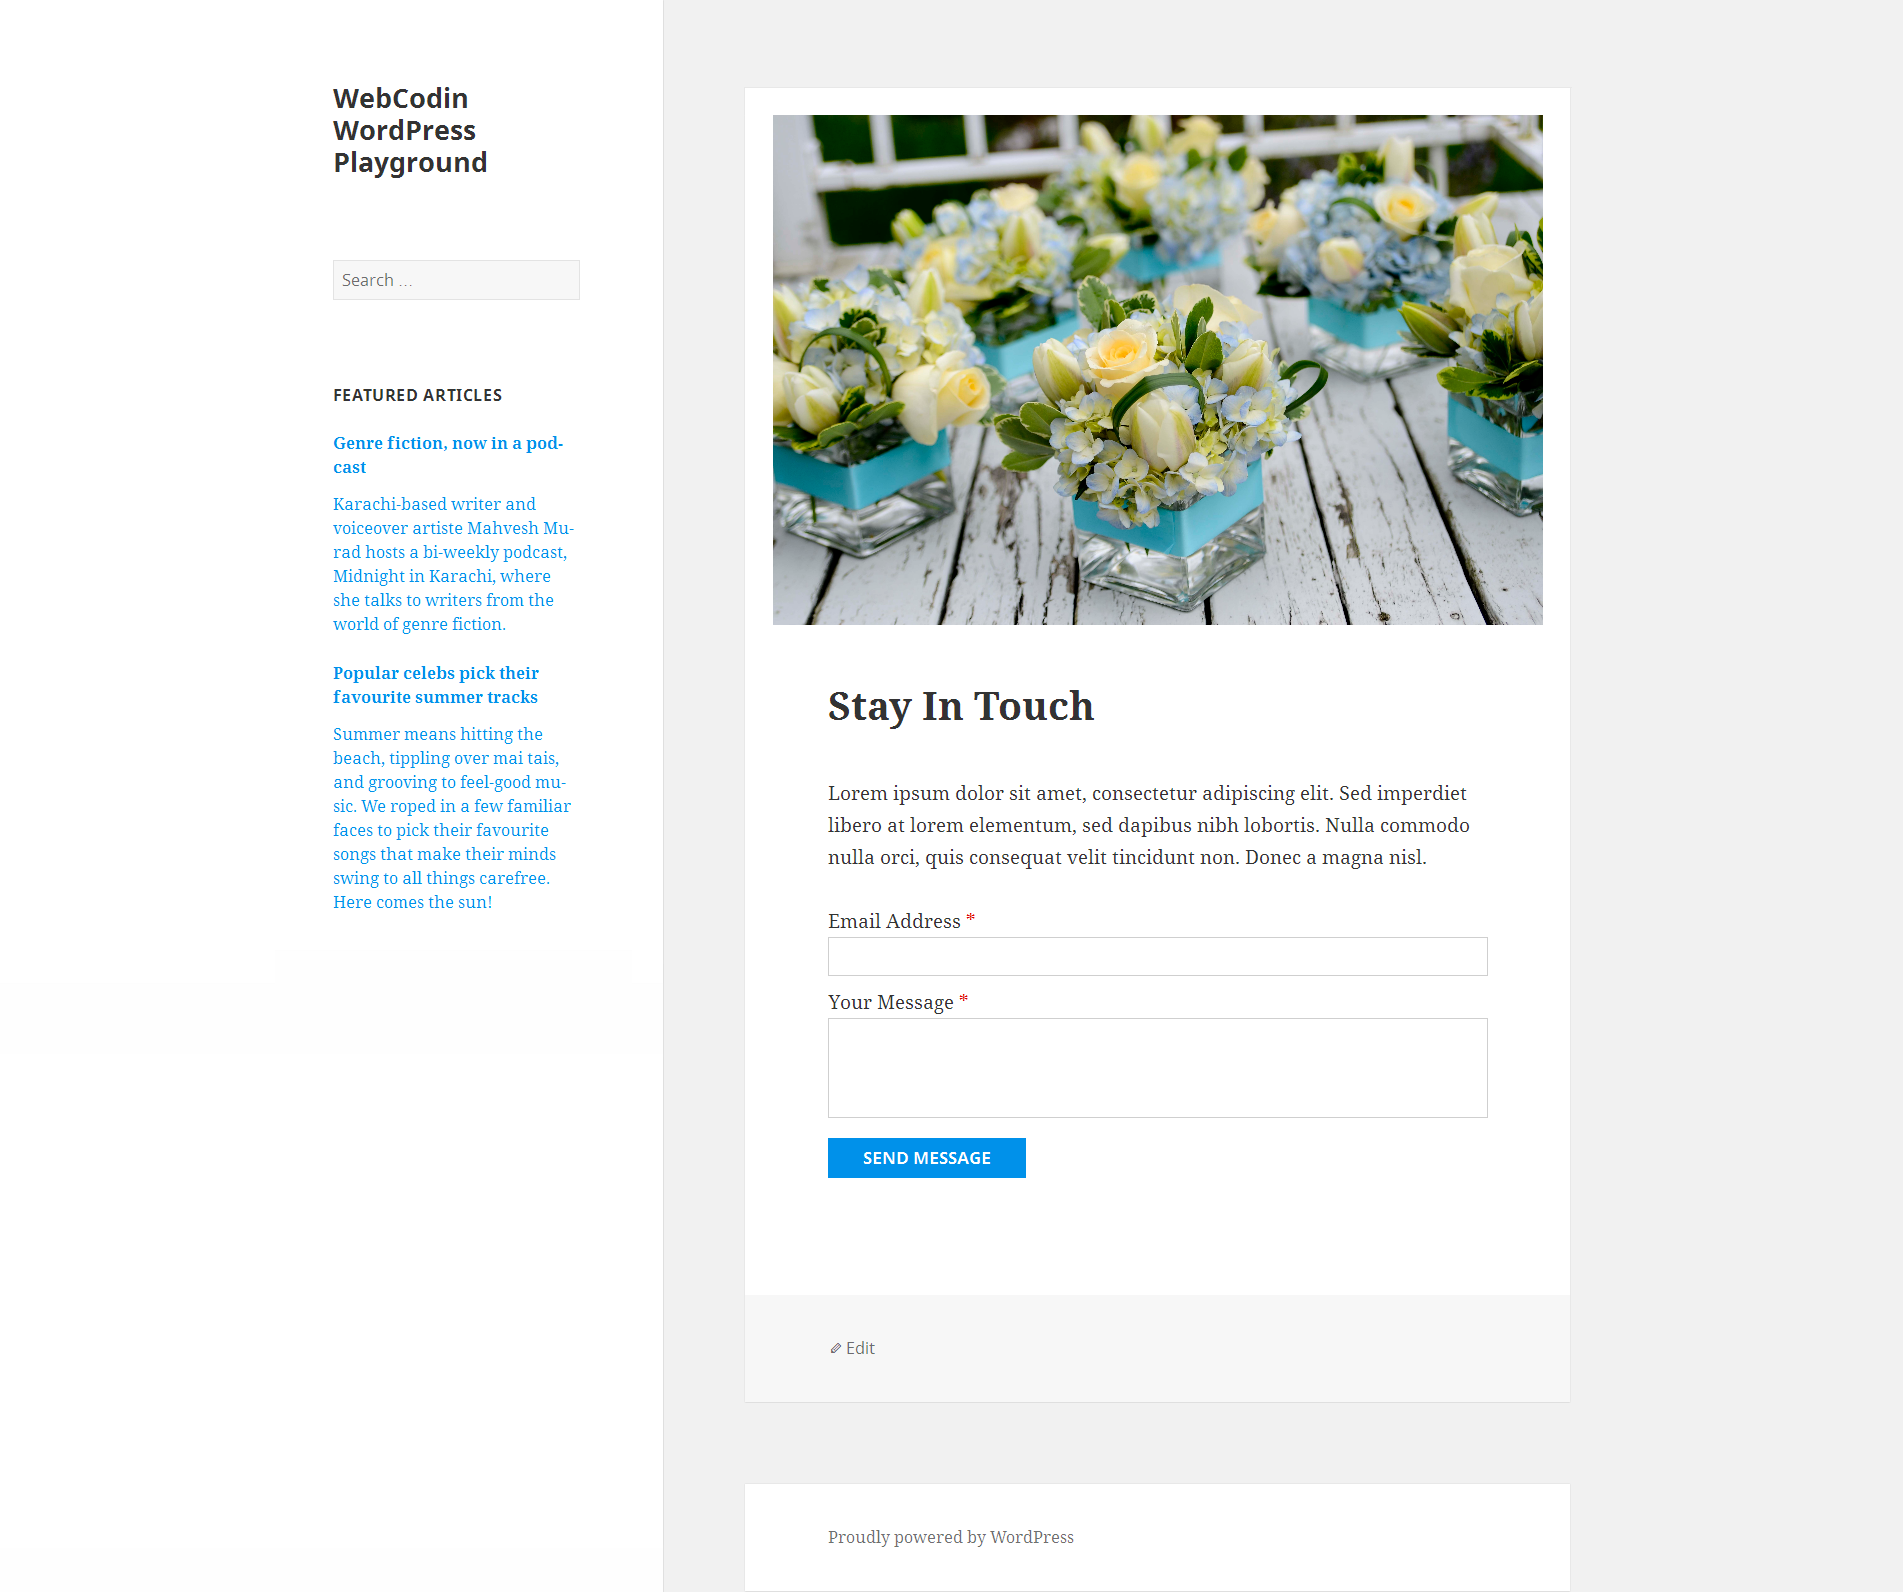 WebCodin
WordPress
Playground
Search ...
FEATURED ARTICLES
Genre fiction, now in a pod-
cast
Karachi-based writer and
voiceover artiste Mahvesh Mu-
rad hosts a bi-weekly podcast,
Midnight in Karachi, where
she talks to writers from the
world of genre fiction.
Popular celebs pick their
favourite summer tracks
Summer means hitting the
beach, tippling over mai tais,
and grooving to feel-good mu-
sic. We roped in a few familiar
faces to pick their favourite
songs that make their minds
swing to all things carefree.
Here comes the sun!
Stay In Touch
Lorem ipsum dolor sit amet, consectetur adipiscing elit. Sed imperdiet
libero at lorem elementum, sed dapibus nibh lobortis. Nulla commodo
nulla orci, quis consequat velit tincidunt non. Donec a magna nisl.
Email Address *
Your Message *
SEND MESSAGE
Edit
Proudly powered by WordPress